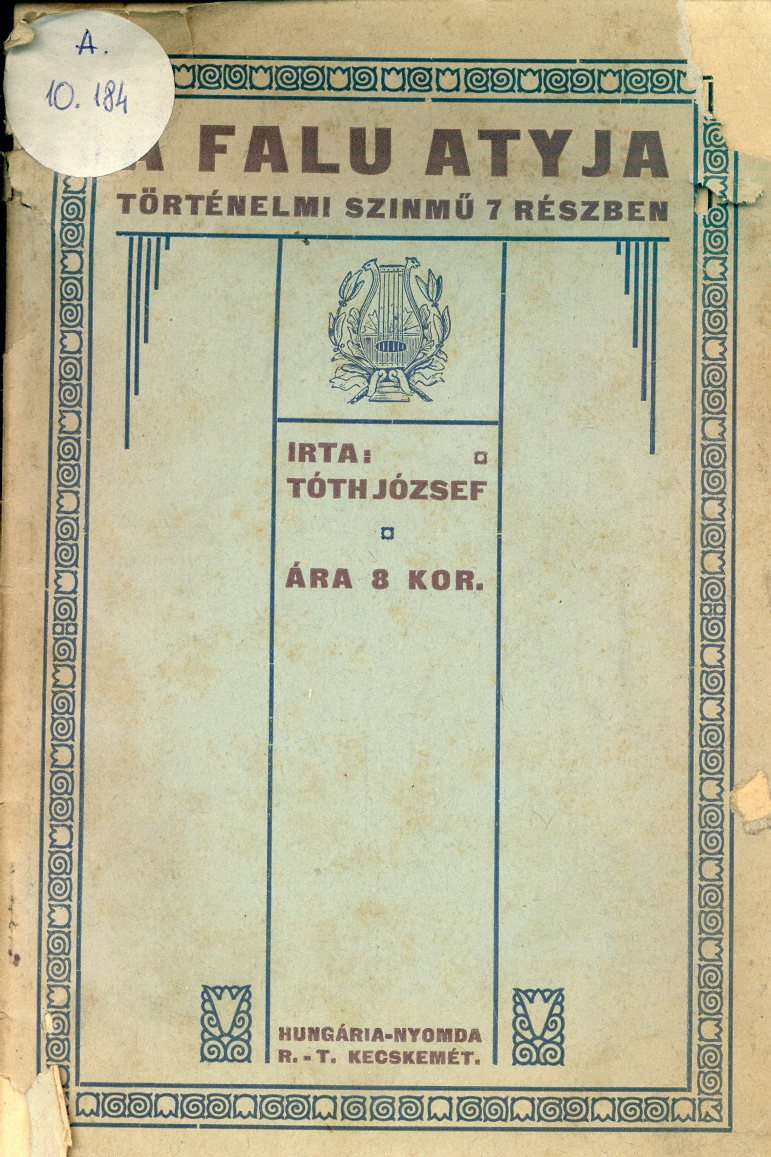 A.
10. 184
A FALU ATYJA
TÖRTÉNELMI SZINMŰ 7 RÉSZBEN
IRTA:
TÓTH JÓZSEF
ÁRA 8 KOR.
HUNGÁRIA-NYOMDA
R.-T. KECSKEMÉT.